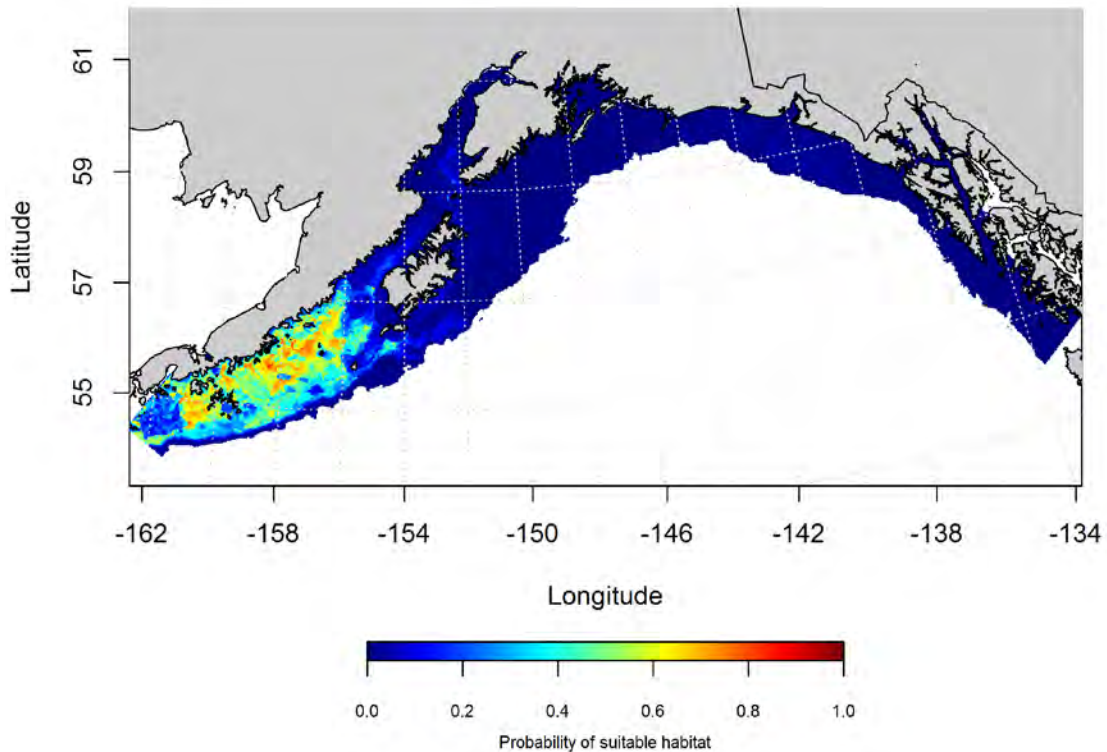 61
59
57
55
Latitude
-162 -158 -154 -150 -146 -142 -138 -134
Longitude
0.0 0.2 0.4 0.6 0.8 1.0
Probability of suitable habitat